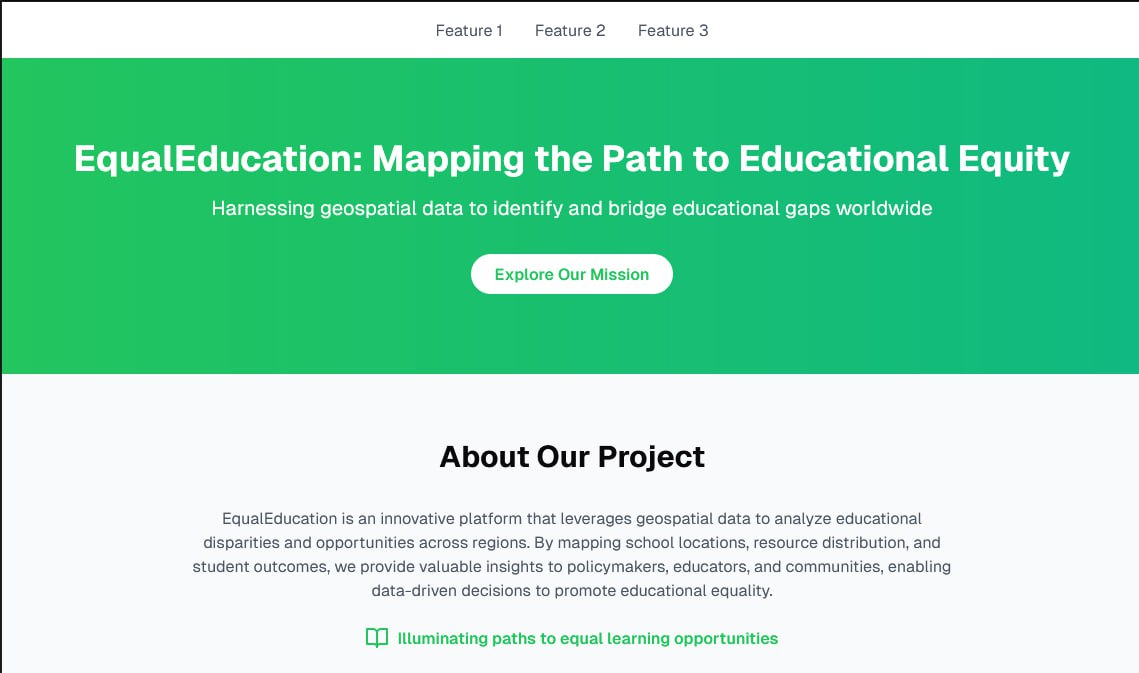 Feature 1 Feature 2 Feature 3
EqualEducation: Mapping the Path to Educational Equity
Harnessing geospatial data to identify and bridge educational gaps worldwide
Explore Our Mission
About Our Project
EqualEducation is an innovative platform that leverages geospatial data to analyze educational
disparities and opportunities across regions. By mapping school locations, resource distribution, and
student outcomes, we provide valuable insights to policymakers, educators, and communities, enabling
data-driven decisions to promote educational equality.
Illuminating paths to equal learning opportunities